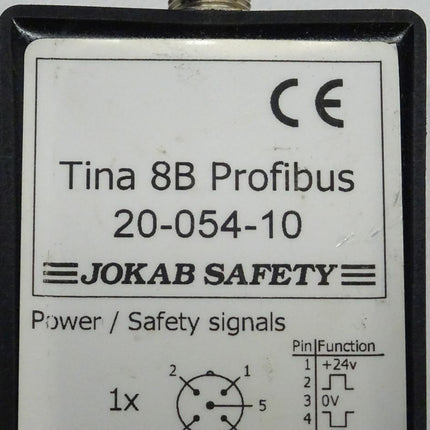 CE
Tina 8B Profibus
20-054-10
JOKAB SAFETY
Power / Safety signals
Pin Function
1 +24v
2
3 0V
4
1x
2 1
5